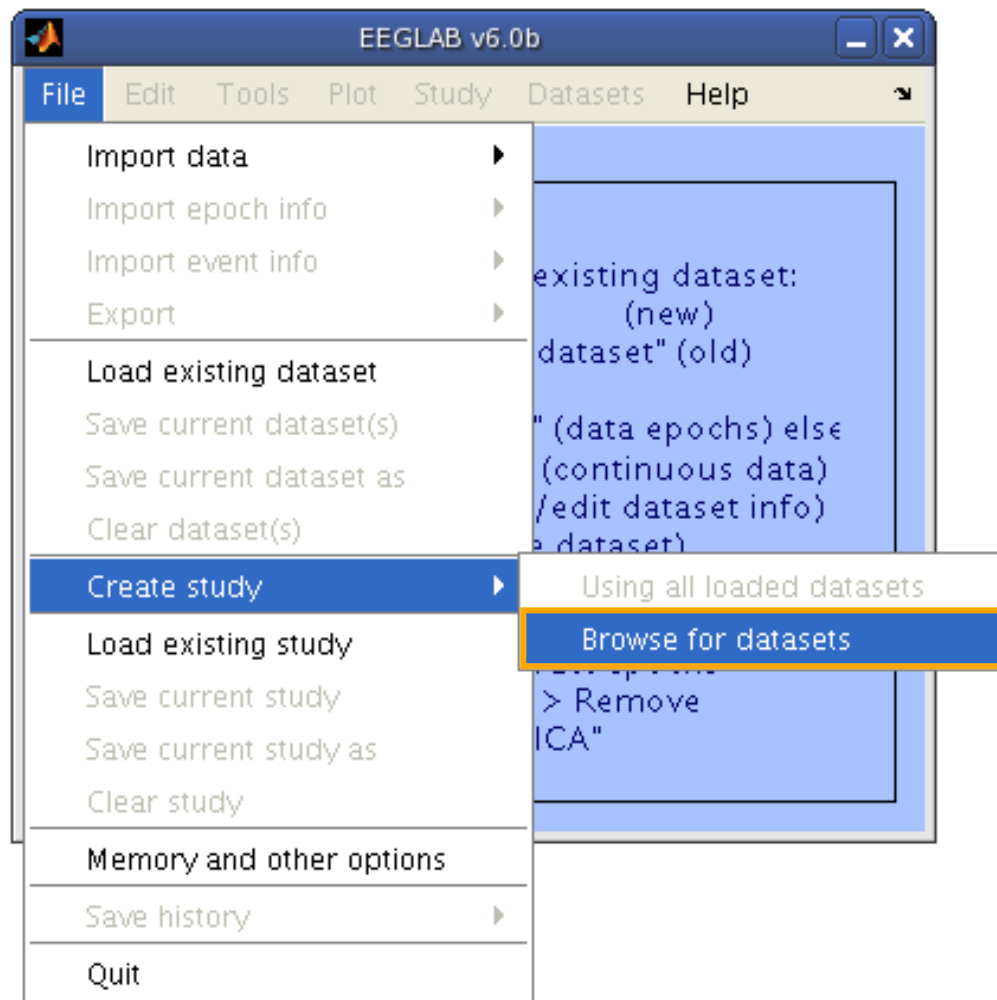 EEGLAB v6.0b
File Edit Tools Plot Study Datasets Help
Import data
Import epoch info
Import event info
existing dataset:
Export
(new)
dataset" (old)
Load existing dataset
Save current dataset(s)
" (data epochs) else
Save current dataset as
(continuous data)
/edit dataset info)
Clear dataset(s)
dataset)
Create study
Using all loaded datasets
Load existing study
Browse for datasets
Save current study
> Remove
Save current study as
ICA"
Clear study
Memory and other options
Save history
Quit